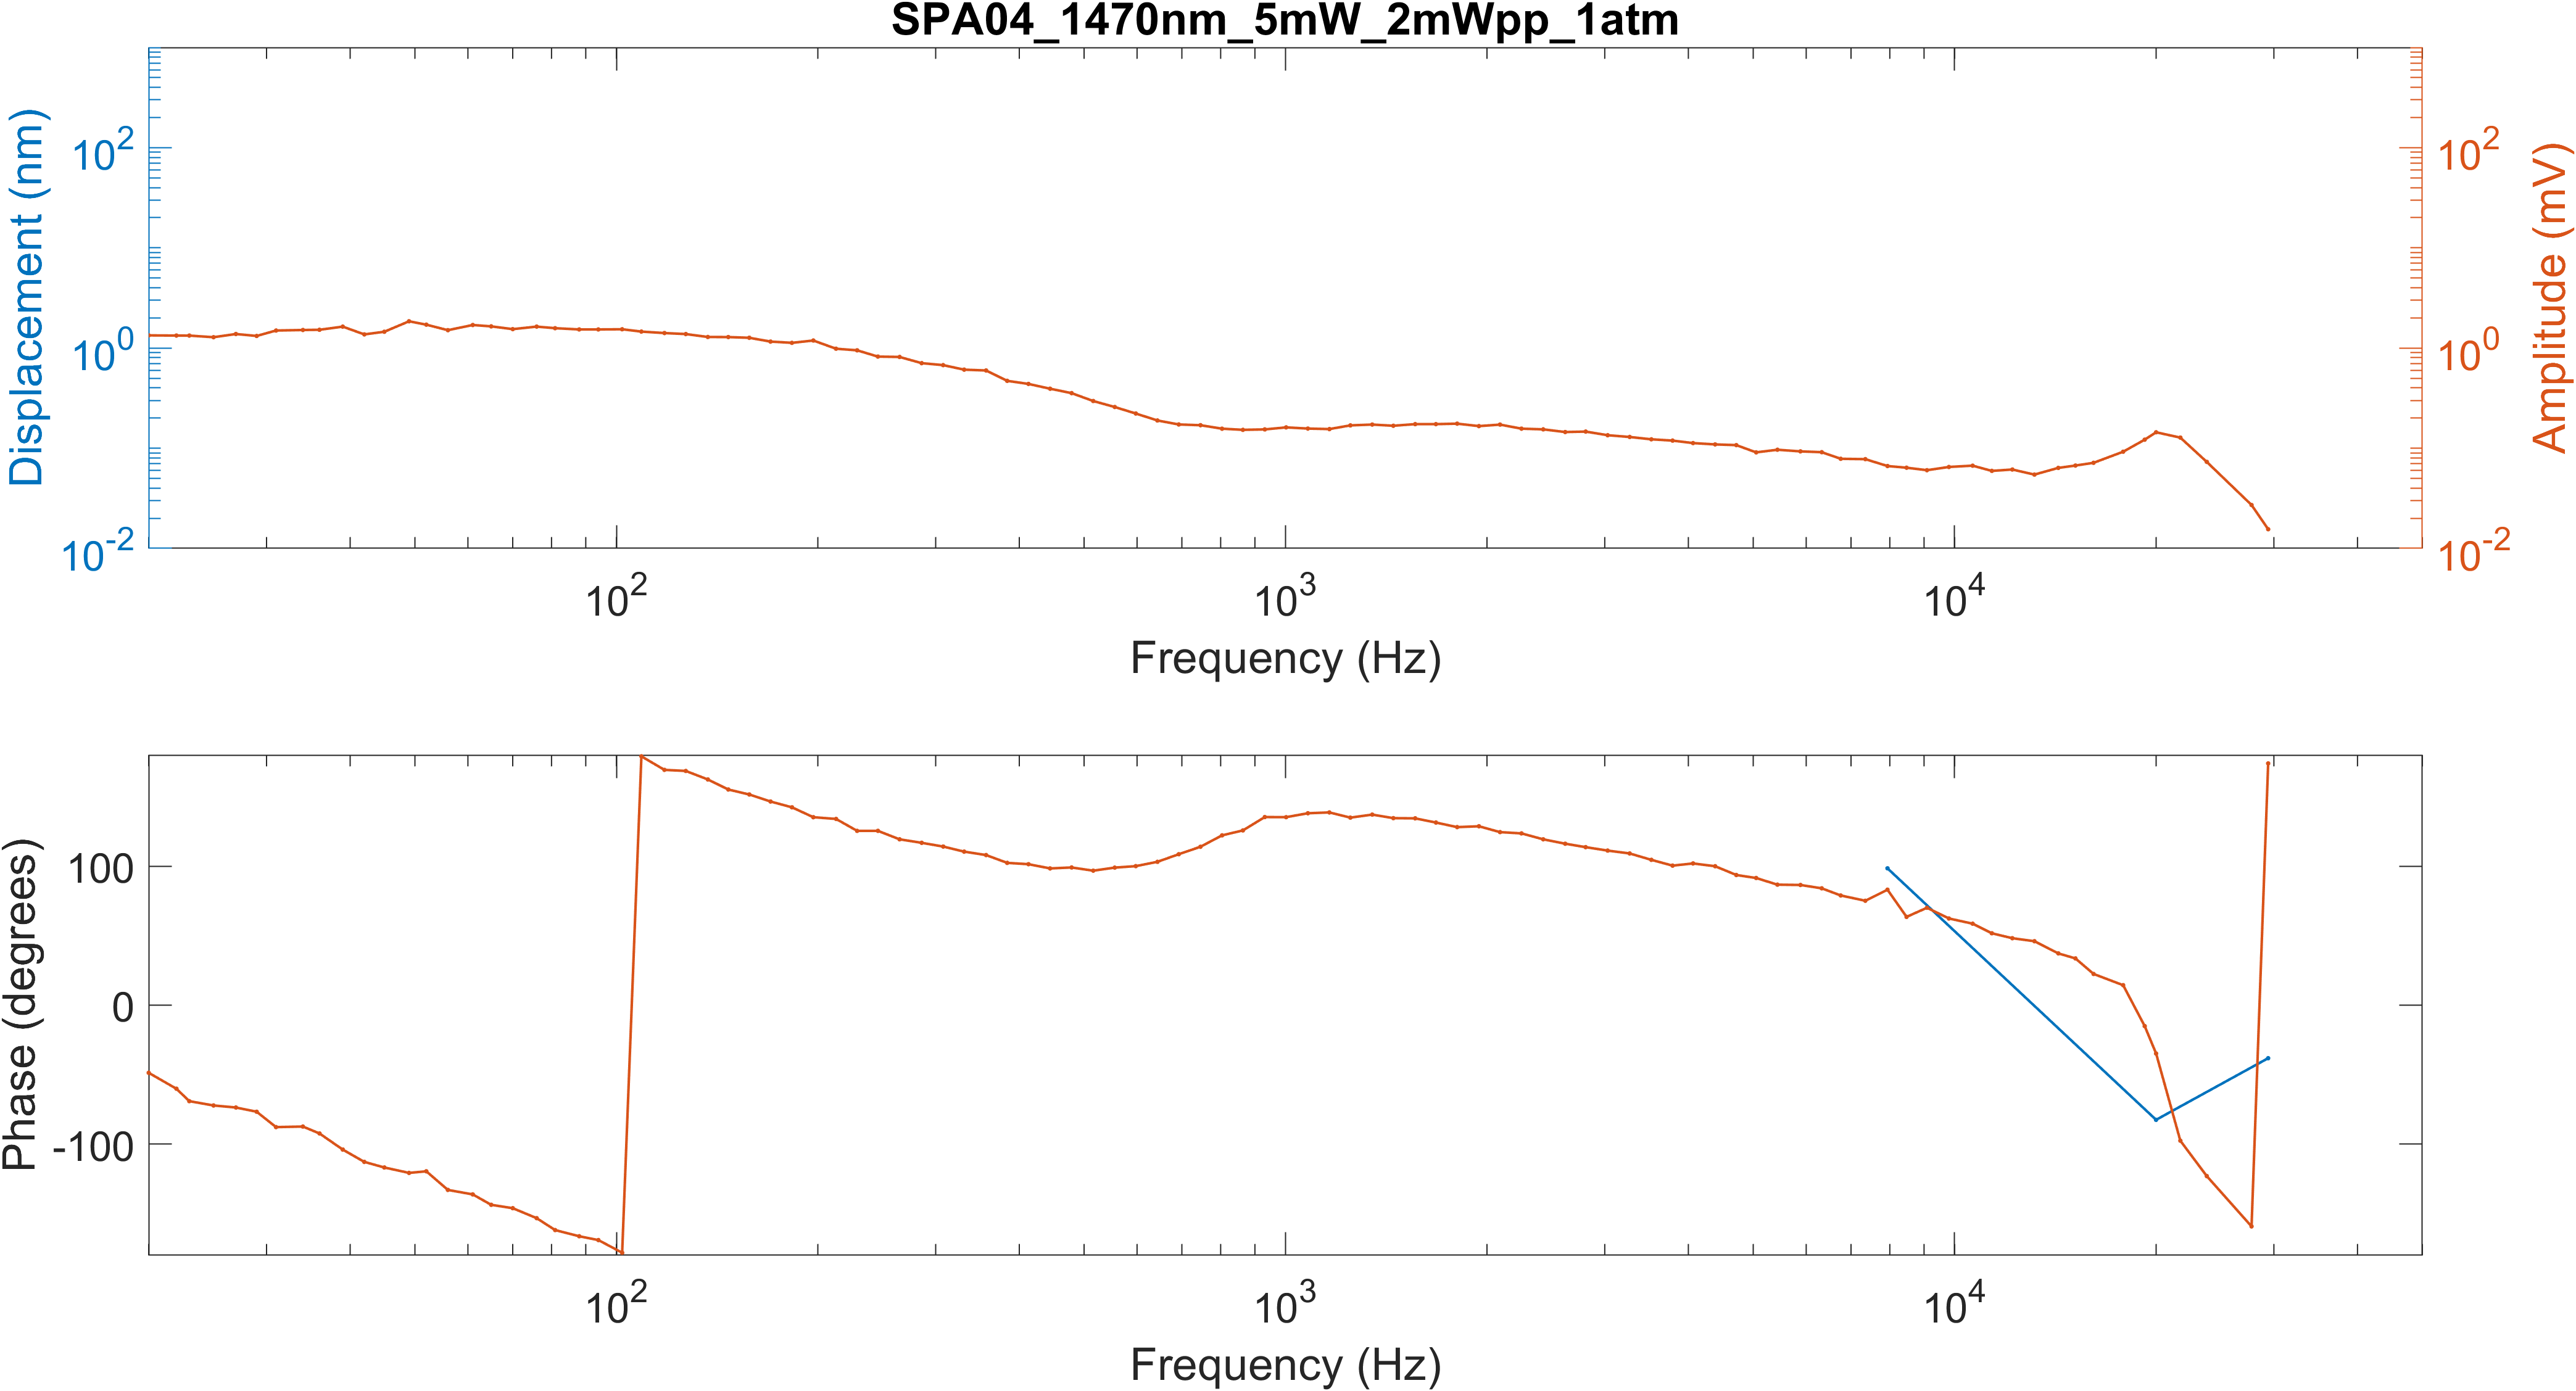 SPA04_1470nm_5mW_2mWpp_1atm
Displacement (nm)
10^2
10^0
10^-2
Amplitude (mV)
10^2
10^0
10^-2
10^2 10^3 10^4
Frequency (Hz)
Phase (degrees)
100
0
-100
10^2 10^3 10^4
Frequency (Hz)